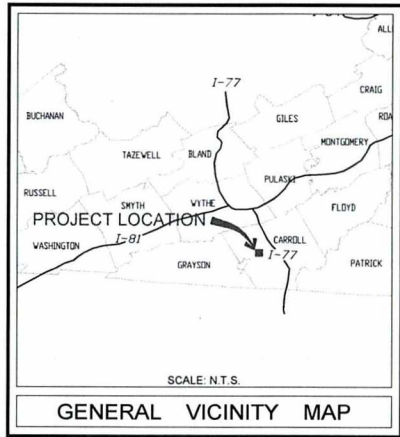 ALL
I-77
CRAIG
BUCHANAN
GILES
ROA
MONTGOMERY
TAZEWELL
BLAND
PULASKI
RUSSELL
SMYTH
WYTHE
FLOYD
PROJECT LOCATION
WASHINGTON
I-81
CARROLL
I-77
GRAYSON
PATRICK
SCALE: N.T.S.
GENERAL VICINITY MAP